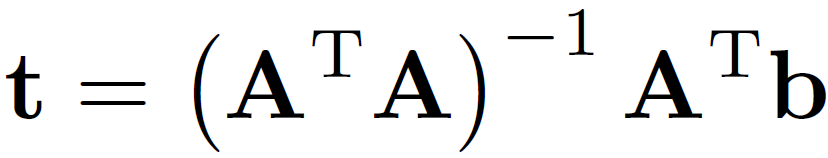 t = (AᵀA)⁻¹ Aᵀb